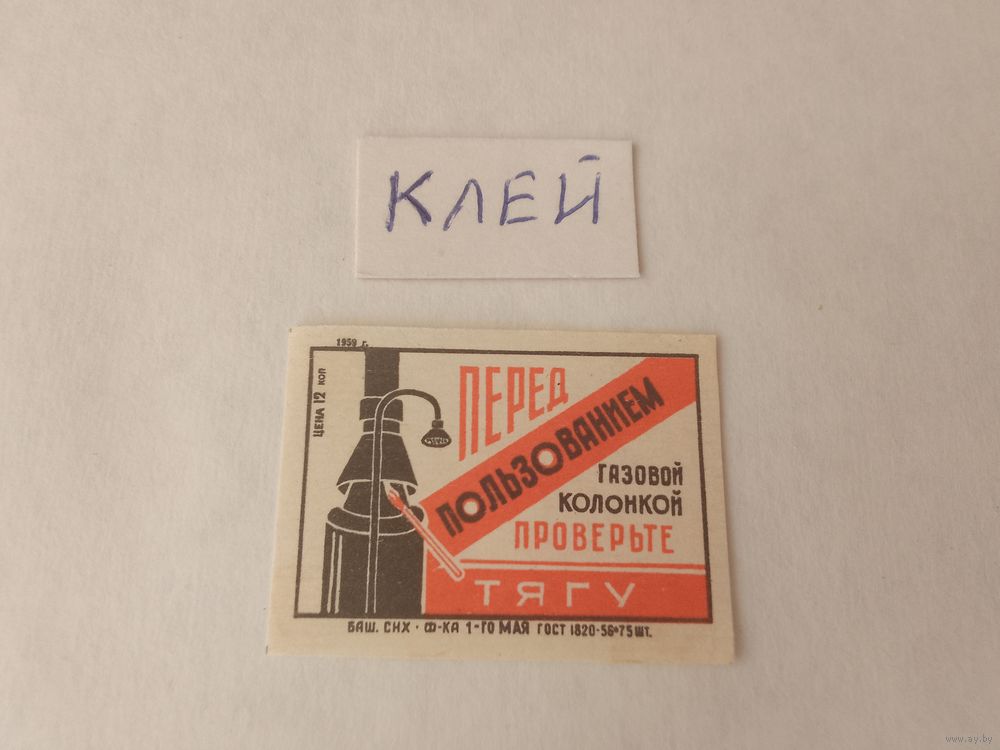 КЛЕЙ
1959 г.
ЦЕНА 12 коп
ПЕРЕД
ПОЛЬЗОВАНИЕМ
ГАЗОВОЙ
КОЛОНКОЙ
ПРОВЕРЬТЕ
ТЯГУ
БАШ. СНХ · Ф-КА 1-ГО МАЯ ГОСТ 1820-56*75 ШТ.
www.ay.by